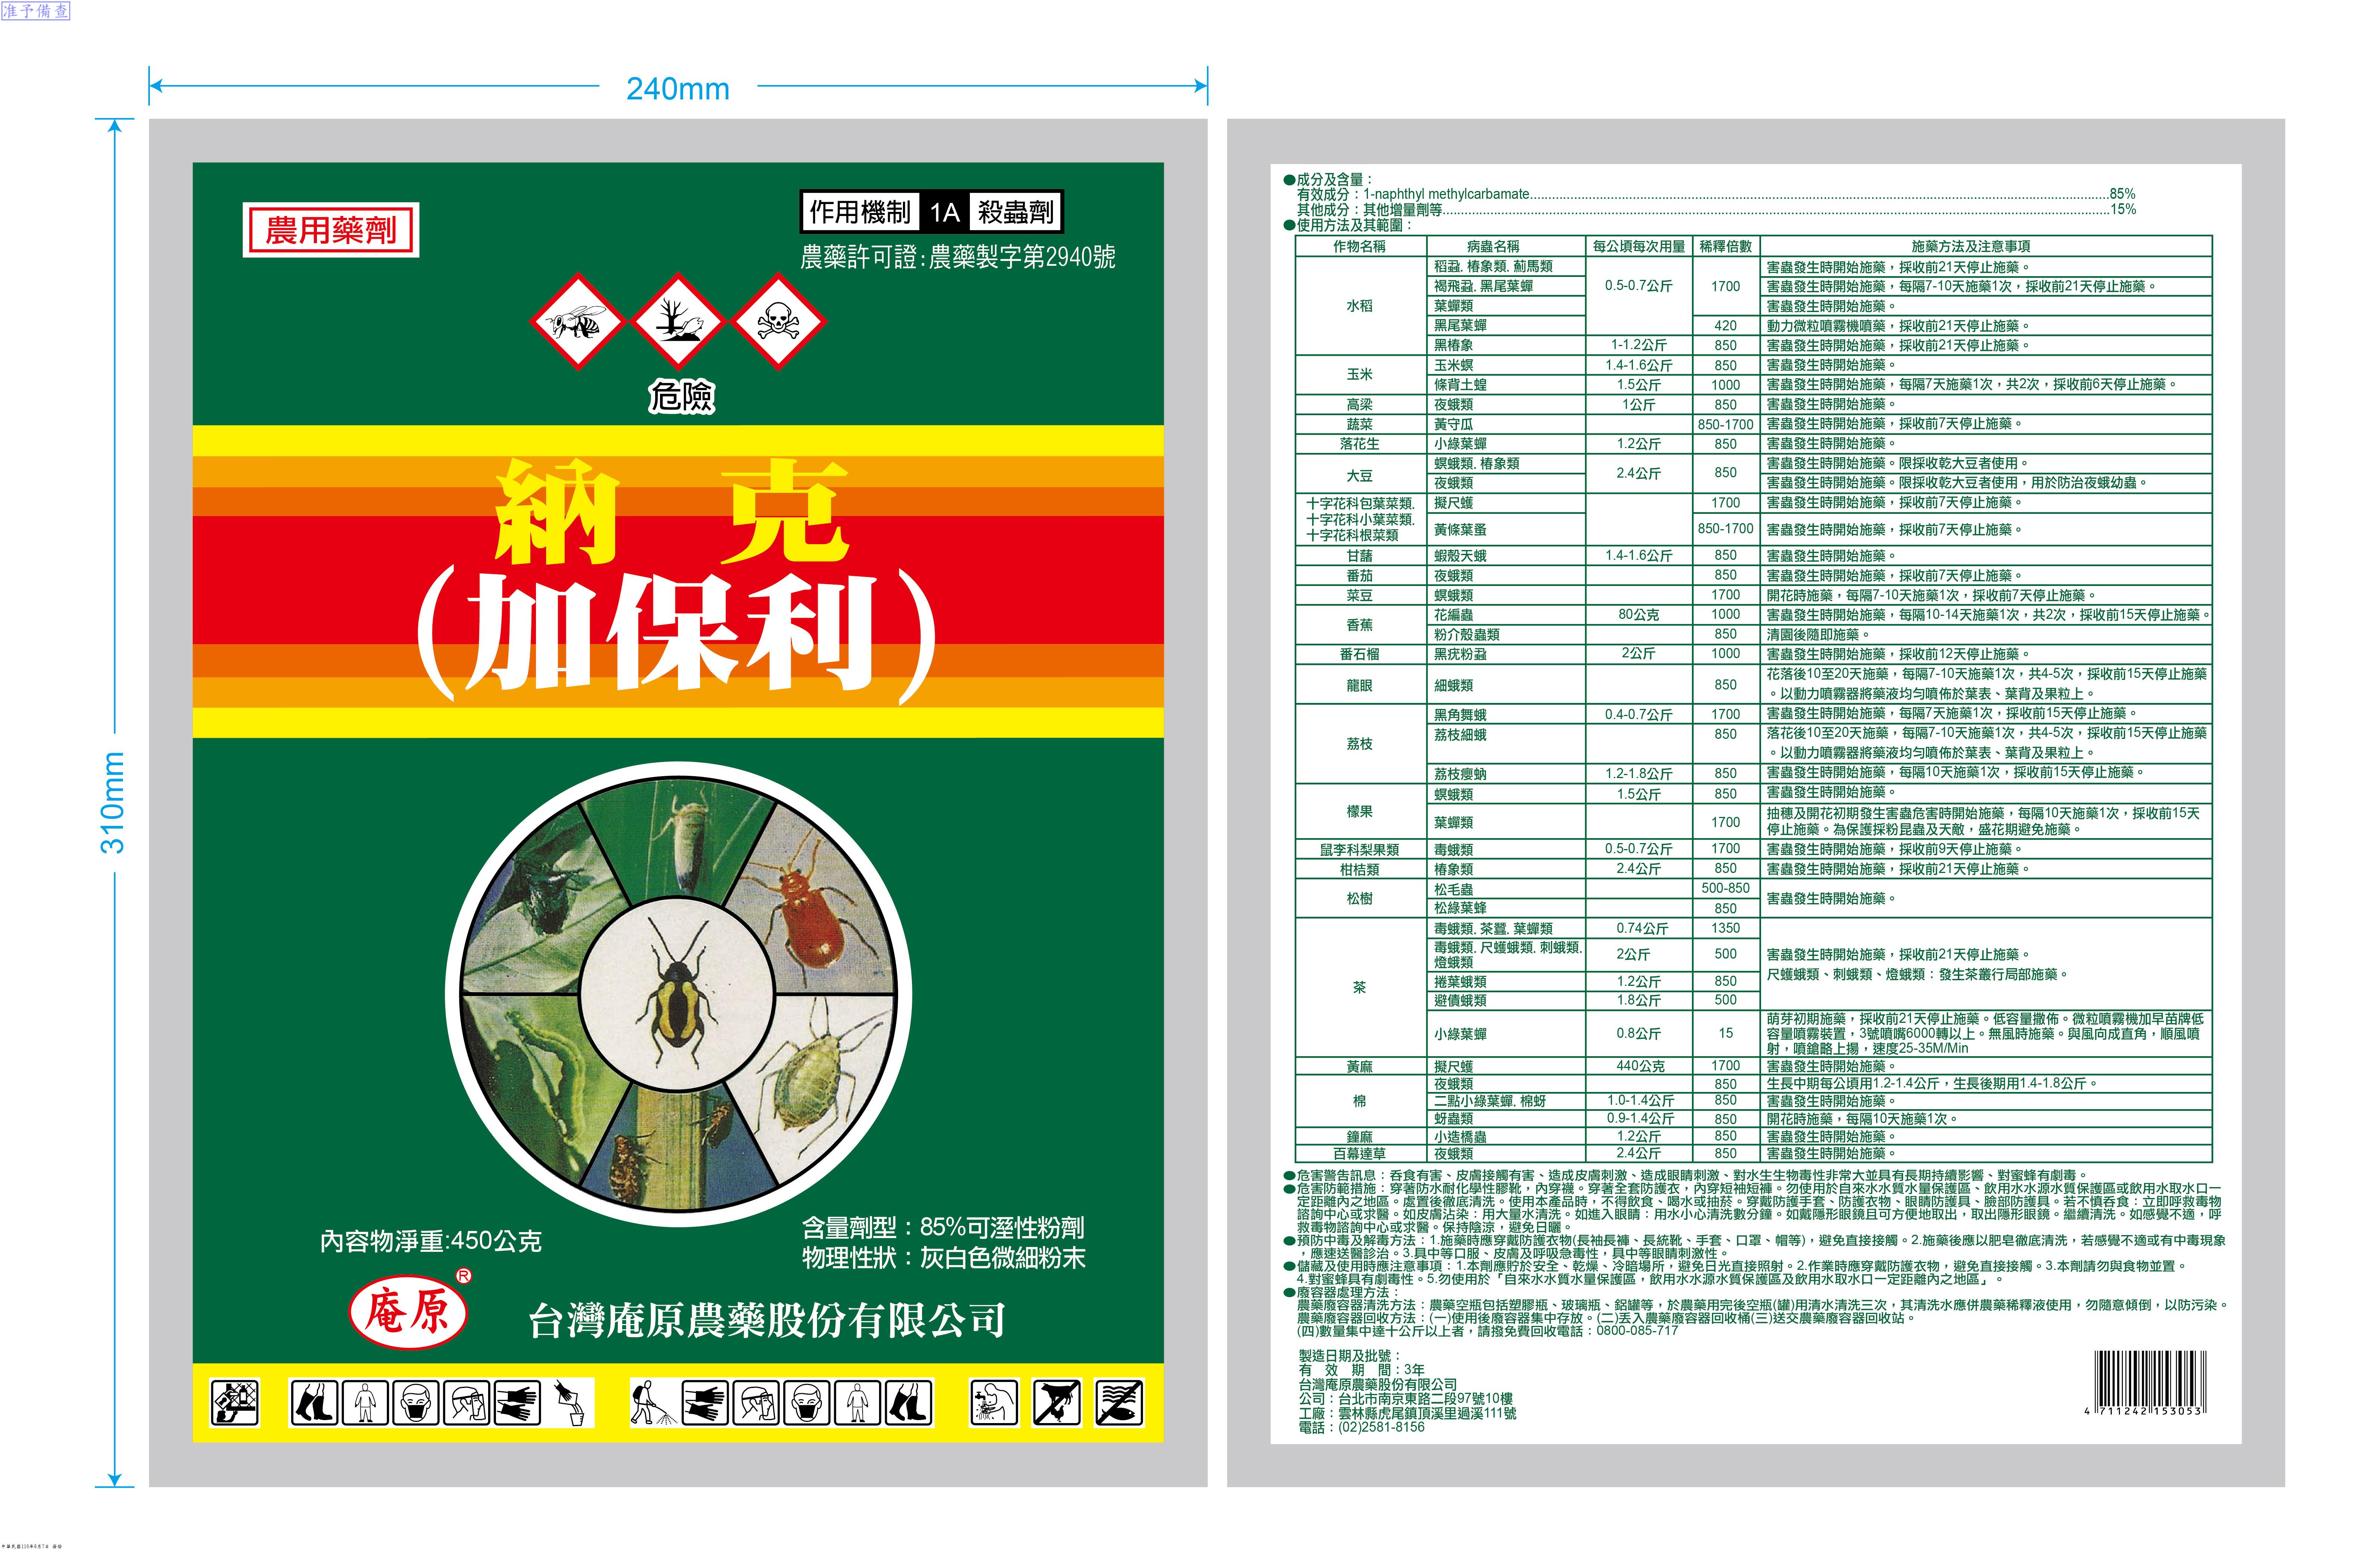 准予備查
240mm
310mm
農用藥劑
作用機制 1A 殺蟲劑
農藥許可證:農藥製字第2940號
危險
納 克
(加保利)
內容物淨重:450公克
含量劑型：85%可溼性粉劑
物理性狀：灰白色微細粉末
庵原®
台灣庵原農藥股份有限公司
●成分及含量：
有效成分：1-naphthyl methylcarbamate 85%
其他成分：其他增量劑等 15%
●使用方法及其範圍：
作物名稱 病蟲名稱 每公頃每次用量 稀釋倍數 施藥方法及注意事項
水稻 稻蝨. 椿象類. 薊馬類 0.5-0.7公斤 1700 害蟲發生時開始施藥，採收前21天停止施藥。
褐飛蝨. 黑尾葉蟬 害蟲發生時開始施藥，每隔7-10天施藥1次，採收前21天停止施藥。
葉蟬類 害蟲發生時開始施藥。
黑尾葉蟬 420 動力微粒噴霧機噴藥，採收前21天停止施藥。
黑椿象 1-1.2公斤 850 害蟲發生時開始施藥，採收前21天停止施藥。
玉米 玉米螟 1.4-1.6公斤 850 害蟲發生時開始施藥。
條背土蝗 1.5公斤 1000 害蟲發生時開始施藥，每隔7天施藥1次，共2次，採收前6天停止施藥。
高梁 夜蛾類 1公斤 850 害蟲發生時開始施藥。
蔬菜 黃守瓜 850-1700 害蟲發生時開始施藥，採收前7天停止施藥。
落花生 小綠葉蟬 1.2公斤 850 害蟲發生時開始施藥。
大豆 螟蛾類. 椿象類 2.4公斤 850 害蟲發生時開始施藥。限採收乾大豆者使用。
夜蛾類 害蟲發生時開始施藥。限採收乾大豆者使用，用於防治夜蛾幼蟲。
十字花科包葉菜類. 擬尺蠖 1700 害蟲發生時開始施藥，採收前7天停止施藥。
十字花科小葉菜類.
十字花科根菜類 黃條葉蚤 850-1700 害蟲發生時開始施藥，採收前7天停止施藥。
甘藷 蝦殼天蛾 1.4-1.6公斤 850 害蟲發生時開始施藥。
番茄 夜蛾類 850 害蟲發生時開始施藥，採收前7天停止施藥。
菜豆 螟蛾類 1700 開花時施藥，每隔7-10天施藥1次，採收前7天停止施藥。
香蕉 花編蟲 80公克 1000 害蟲發生時開始施藥，每隔10-14天施藥1次，共2次，採收前15天停止施藥。
粉介殼蟲類 850 清園後隨即施藥。
番石榴 黑疣粉蝨 2公斤 1000 害蟲發生時開始施藥，採收前12天停止施藥。
龍眼 細蛾類 850 花落後10至20天施藥，每隔7-10天施藥1次，共4-5次，採收前15天停止施藥
。以動力噴霧器將藥液均勻噴佈於葉表、葉背及果粒上。
荔枝 黑角舞蛾 0.4-0.7公斤 1700 害蟲發生時開始施藥，每隔7天施藥1次，採收前15天停止施藥。
荔枝細蛾 850 落花後10至20天施藥，每隔7-10天施藥1次，共4-5次，採收前15天停止施藥
。以動力噴霧器將藥液均勻噴佈於葉表、葉背及果粒上。
荔枝癭蚋 1.2-1.8公斤 850 害蟲發生時開始施藥，每隔10天施藥1次，採收前15天停止施藥。
檬果 螟蛾類 1.5公斤 850 害蟲發生時開始施藥。
葉蟬類 1700 抽穗及開花初期發生害蟲危害時開始施藥，每隔10天施藥1次，採收前15天
停止施藥。為保護採粉昆蟲及天敵，盛花期避免施藥。
鼠李科梨果類 毒蛾類 0.5-0.7公斤 1700 害蟲發生時開始施藥，採收前9天停止施藥。
柑桔類 椿象類 2.4公斤 850 害蟲發生時開始施藥，採收前21天停止施藥。
松樹 松毛蟲 500-850 害蟲發生時開始施藥。
松綠葉蜂 850
茶 毒蛾類. 茶蠶. 葉蟬類 0.74公斤 1350 害蟲發生時開始施藥，採收前21天停止施藥。
毒蛾類. 尺蠖蛾類. 刺蛾類. 2公斤 500 尺蠖蛾類、刺蛾類、燈蛾類：發生茶叢行局部施藥。
燈蛾類
捲葉蛾類 1.2公斤 850
避債蛾類 1.8公斤 500
小綠葉蟬 0.8公斤 15 萌芽初期施藥，採收前21天停止施藥。低容量撒佈。微粒噴霧機加早苗牌低
容量噴霧裝置，3號噴嘴6000轉以上。無風時施藥。與風向成直角，順風噴
射，噴鎗略上揚，速度25-35M/Min
黃麻 擬尺蠖 440公克 1700 害蟲發生時開始施藥。
棉 夜蛾類 850 生長中期每公頃用1.2-1.4公斤，生長後期用1.4-1.8公斤。
二點小綠葉蟬. 棉蚜 1.0-1.4公斤 850 害蟲發生時開始施藥。
蚜蟲類 0.9-1.4公斤 850 開花時施藥，每隔10天施藥1次。
鐘麻 小造橋蟲 1.2公斤 850 害蟲發生時開始施藥。
百幕達草 夜蛾類 2.4公斤 850 害蟲發生時開始施藥。
●危害警告訊息：吞食有害、皮膚接觸有害、造成皮膚刺激、造成眼睛刺激、對水生生物毒性非常大並具有長期持續影響、對蜜蜂有劇毒。
●危害防範措施：穿著防水耐化學性膠靴，內穿襪。穿著全套防護衣，內穿短袖短褲。勿使用於自來水水質水量保護區、飲用水水源水質保護區或飲用水取水口一
定距離內之地區。處置後徹底清洗。使用本產品時，不得飲食、喝水或抽菸。穿戴防護手套、防護衣物、眼睛防護具、臉部防護具。若不慎吞食：立即呼救毒物
諮詢中心或求醫。如皮膚沾染：用大量水清洗。如進入眼睛：用水小心清洗數分鐘。如戴隱形眼鏡且可方便地取出，取出隱形眼鏡。繼續清洗。如感覺不適，呼
救毒物諮詢中心或求醫。保持陰涼，避免日曬。
●預防中毒及解毒方法：1.施藥時應穿戴防護衣物(長袖長褲、長統靴、手套、口罩、帽等)，避免直接接觸。2.施藥後應以肥皂徹底清洗，若感覺不適或有中毒現象
，應速送醫診治。3.具中等口服、皮膚及呼吸急毒性，具中等眼睛刺激性。
●儲藏及使用時應注意事項：1.本劑應貯於安全、乾燥、冷暗場所，避免日光直接照射。2.作業時應穿戴防護衣物，避免直接接觸。3.本劑請勿與食物並置。
4.對蜜蜂具有劇毒性。5.勿使用於「自來水水質水量保護區，飲用水水源水質保護區及飲用水取水口一定距離內之地區」。
●廢容器處理方法：
農藥廢容器清洗方法：農藥空瓶包括塑膠瓶、玻璃瓶、鋁罐等，於農藥用完後空瓶(罐)用清水清洗三次，其清洗水應併農藥稀釋液使用，勿隨意傾倒，以防污染。
農藥廢容器回收方法：(一)使用後廢容器集中存放。(二)丟入農藥廢容器回收桶(三)送交農藥廢容器回收站。
(四)數量集中達十公斤以上者，請撥免費回收電話：0800-085-717
製造日期及批號：
有 效 期 間：3年
台灣庵原農藥股份有限公司
公司：台北市南京東路二段97號10樓
工廠：雲林縣虎尾鎮頂溪里過溪111號
電話：(02)2581-8156
4 711242 153053